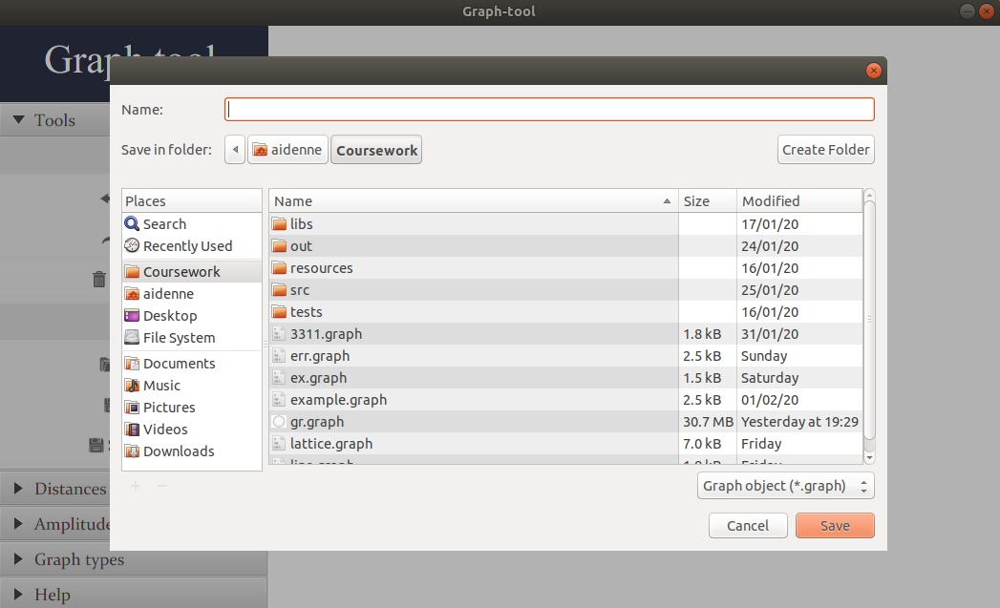 Graph-tool
Name:
Save in folder: aidenne Coursework Create Folder
Tools
Places
Search
Recently Used
Coursework
aidenne
Desktop
File System
Documents
Music
Pictures
Videos
Downloads
Name Size Modified
libs 17/01/20
out 24/01/20
resources 16/01/20
src 25/01/20
tests 16/01/20
3311.graph 1.8 kB 31/01/20
err.graph 2.5 kB Sunday
ex.graph 1.5 kB Saturday
example.graph 2.5 kB 01/02/20
gr.graph 30.7 MB Yesterday at 19:29
lattice.graph 7.0 kB Friday
Graph object (*.graph)
Cancel Save
Distances
Amplitude
Graph types
Help